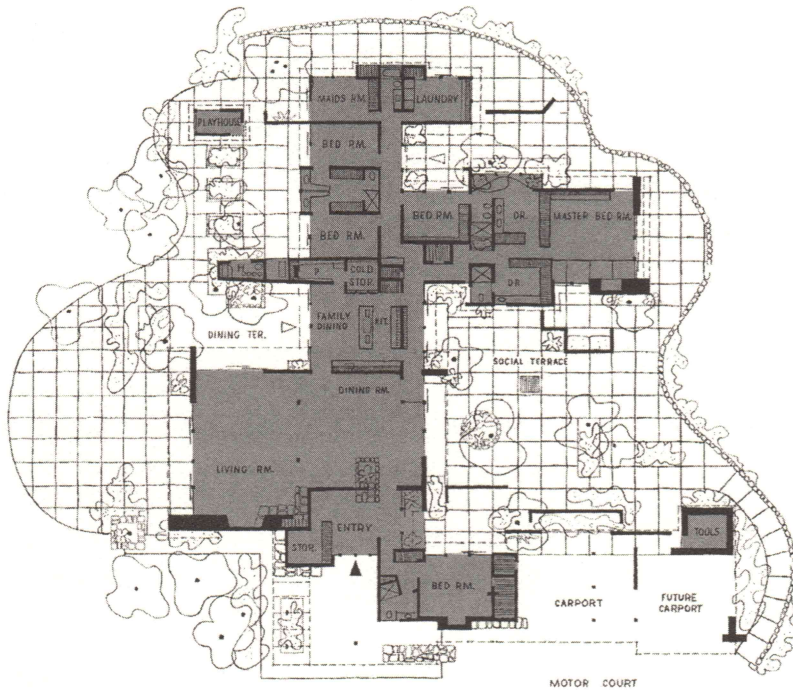 MAIDS RM.
LAUNDRY
PLAYHOUSE
BED RM.
BED RM.
DR.
MASTER BED RM.
BED RM.
H
P
COLD
STOR.
DR.
FAMILY
DINING
KIT.
DINING TER.
SOCIAL TERRACE
DINING RM.
LIVING RM.
ENTRY
TOOLS
STOR.
BED RM.
CARPORT
FUTURE
CARPORT
MOTOR COURT